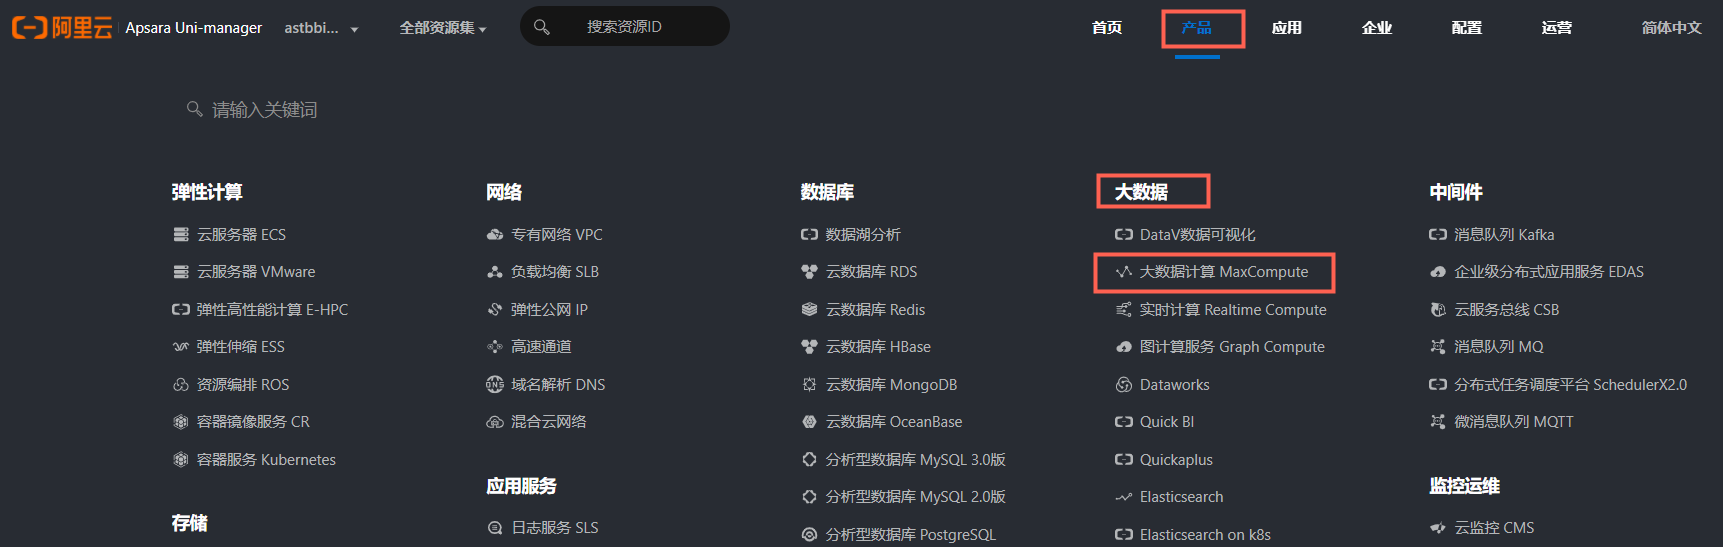 阿里云 Apsara Uni-manager astbbi... 全部资源集 搜索资源ID 首页 产品 应用 企业 配置 运营 简体中文
请输入关键词
弹性计算
云服务器 ECS
云服务器 VMware
弹性高性能计算 E-HPC
弹性伸缩 ESS
资源编排 ROS
容器镜像服务 CR
容器服务 Kubernetes
存储
网络
专有网络 VPC
负载均衡 SLB
弹性公网 IP
高速通道
域名解析 DNS
混合云网络
应用服务
日志服务 SLS
数据库
数据湖分析
云数据库 RDS
云数据库 Redis
云数据库 HBase
云数据库 MongoDB
云数据库 OceanBase
分析型数据库 MySQL 3.0版
分析型数据库 MySQL 2.0版
分析型数据库 PostgreSQL
大数据
DataV数据可视化
大数据计算 MaxCompute
实时计算 Realtime Compute
图计算服务 Graph Compute
Dataworks
Quick BI
Quickaplus
Elasticsearch
Elasticsearch on k8s
中间件
消息队列 Kafka
企业级分布式应用服务 EDAS
云服务总线 CSB
消息队列 MQ
分布式任务调度平台 SchedulerX2.0
微消息队列 MQTT
监控运维
云监控 CMS